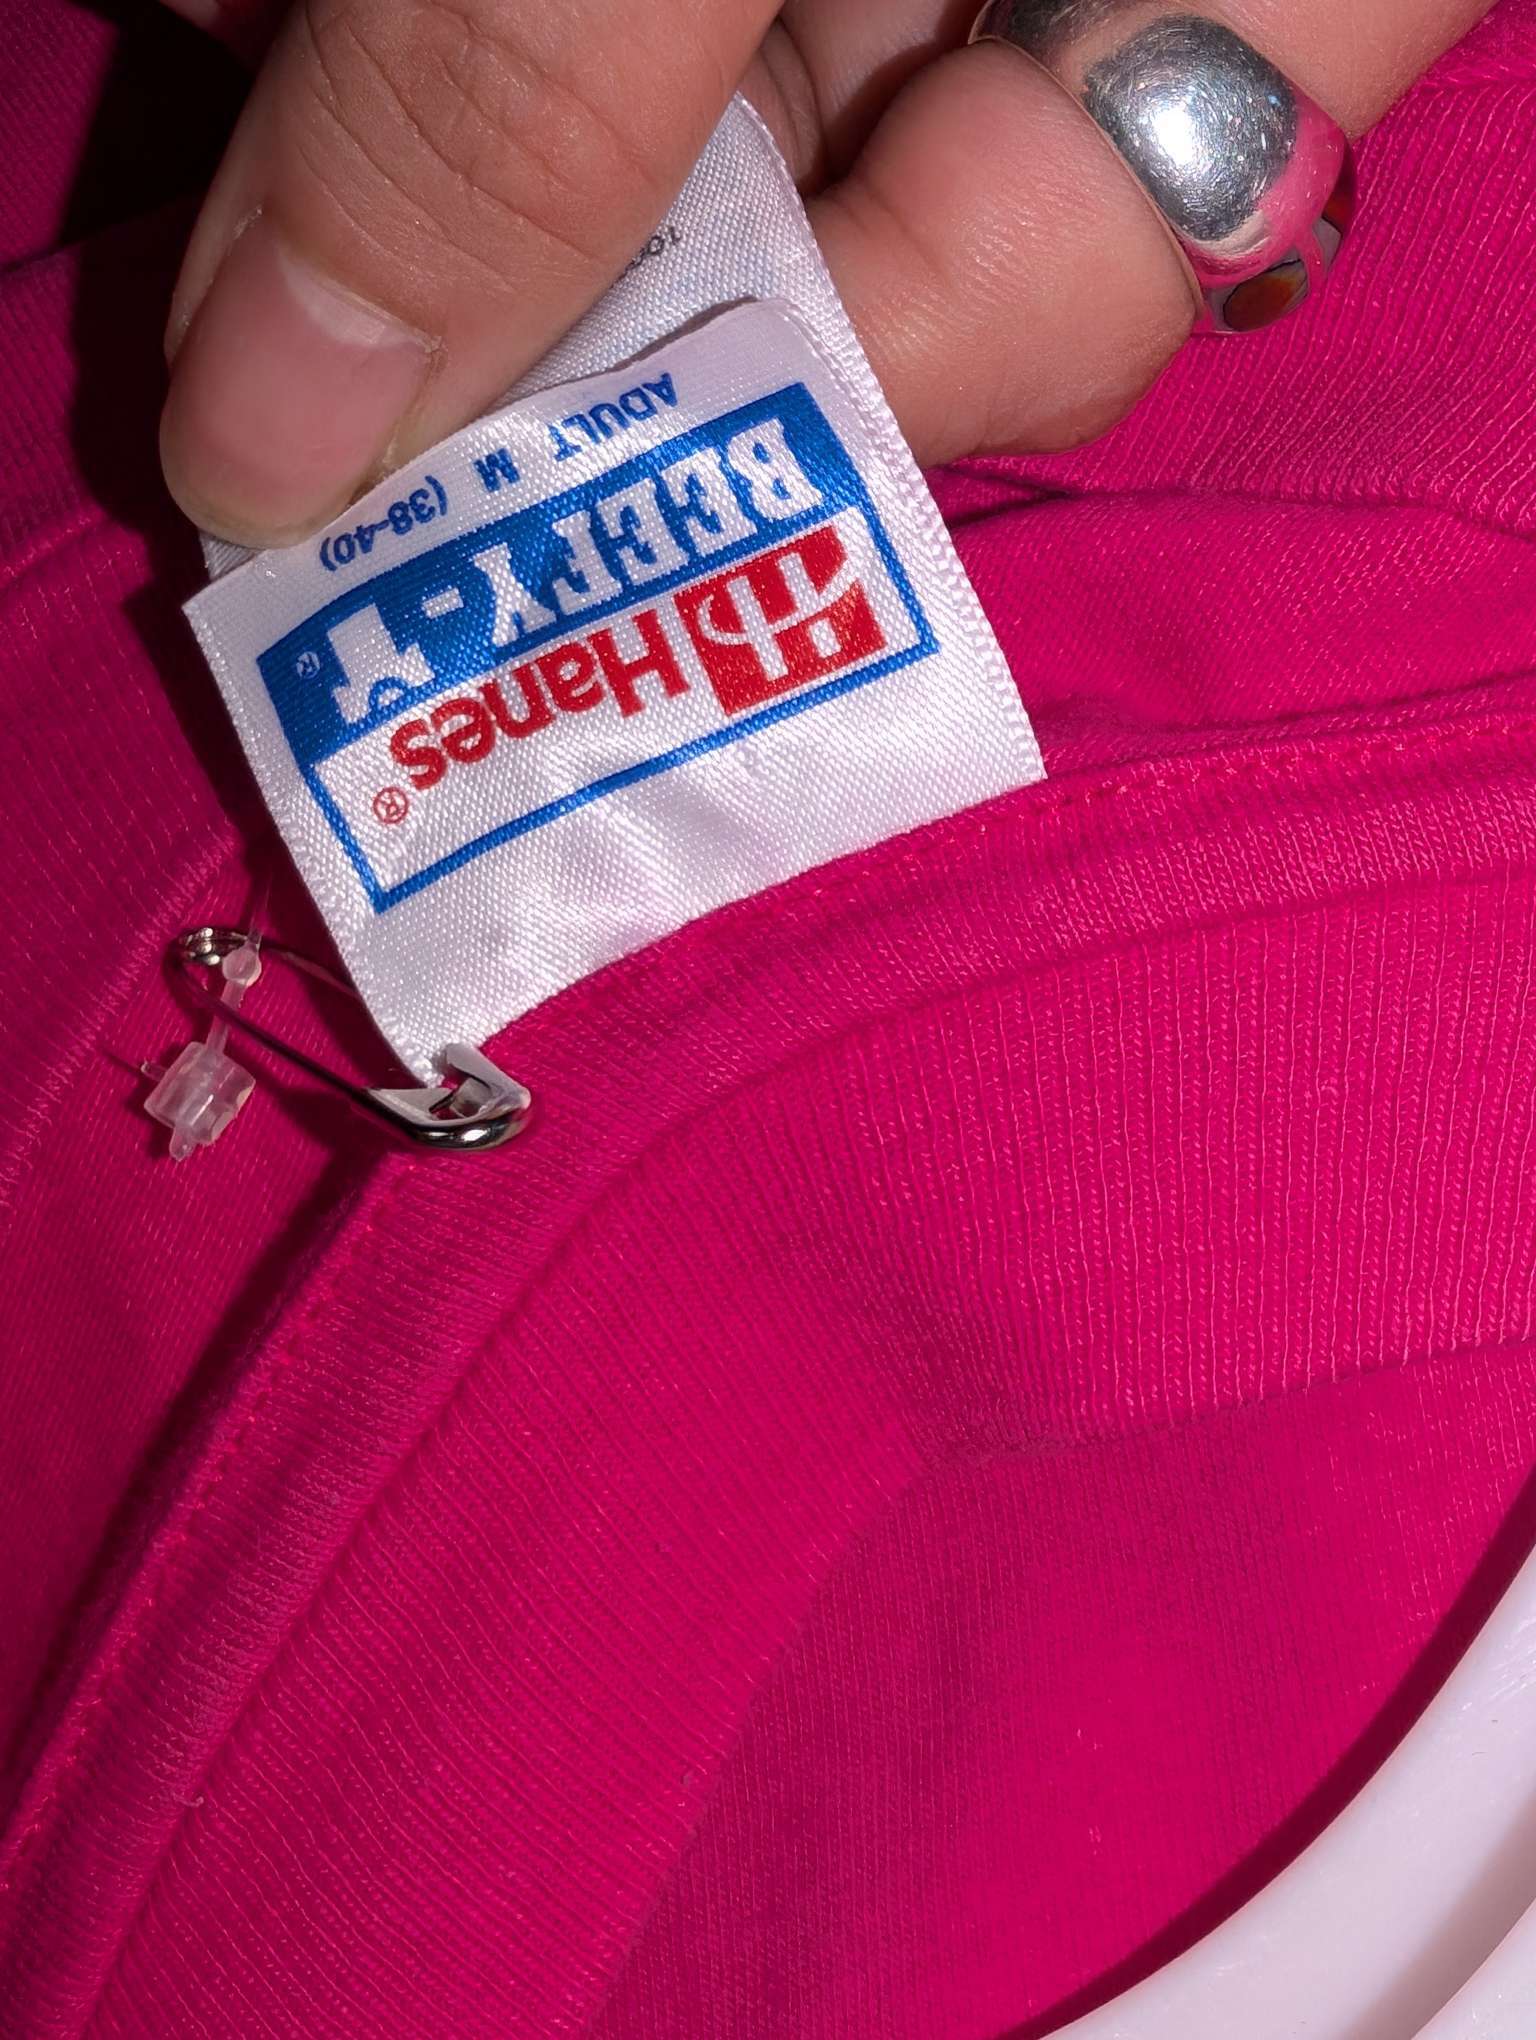 Hanes®
BEEFY-T®
ADULT M (38-40)